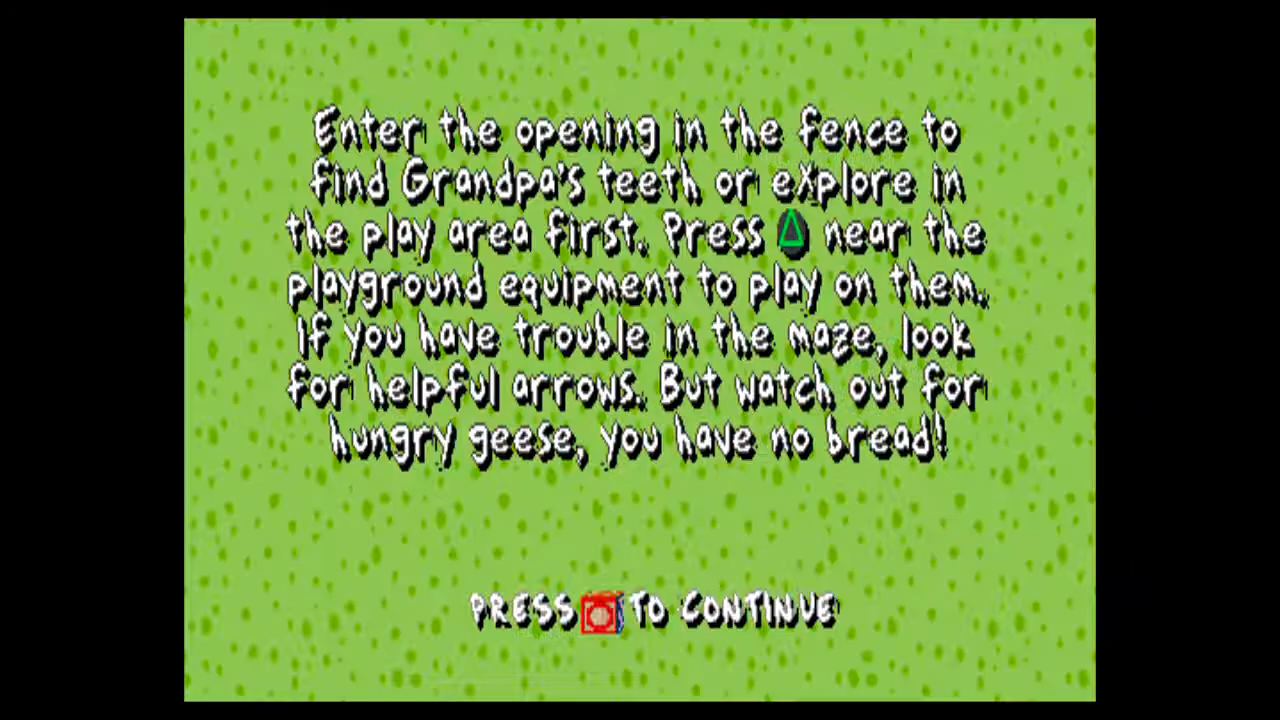 Enter the opening in the fence to
find Grandpa's teeth or explore in
the play area first. Press near the
playground equipment to play on them.
If you have trouble in the maze, look
for helpful arrows. But watch out for
hungry geese, you have no bread!
PRESS TO CONTINUE